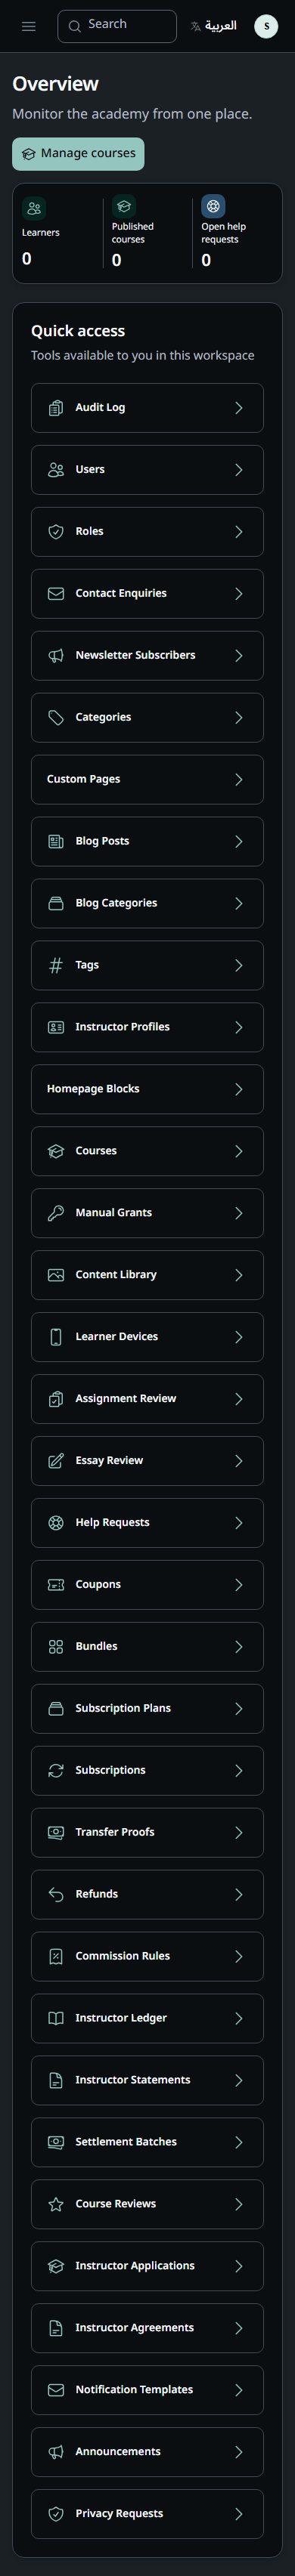 Search
العربية
S
Overview
Monitor the academy from one place.
Manage courses
Learners
0
Published
courses
0
Open help
requests
0
Quick access
Tools available to you in this workspace
Audit Log
Users
Roles
Contact Enquiries
Newsletter Subscribers
Categories
Custom Pages
Blog Posts
Blog Categories
Tags
Instructor Profiles
Homepage Blocks
Courses
Manual Grants
Content Library
Learner Devices
Assignment Review
Essay Review
Help Requests
Coupons
Bundles
Subscription Plans
Subscriptions
Transfer Proofs
Refunds
Commission Rules
Instructor Ledger
Instructor Statements
Settlement Batches
Course Reviews
Instructor Applications
Instructor Agreements
Notification Templates
Announcements
Privacy Requests